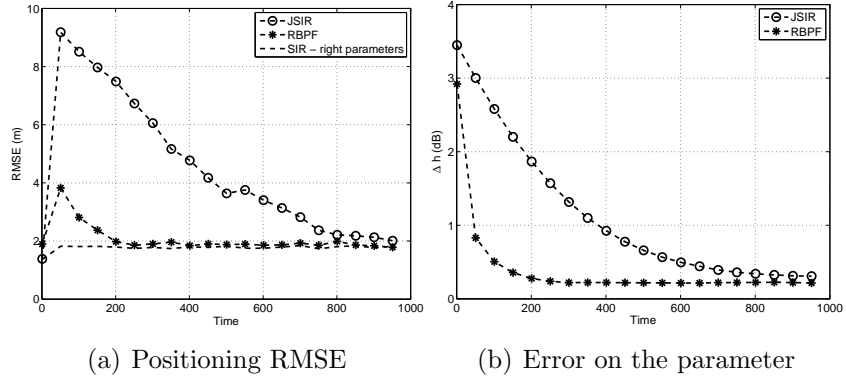 10
8
6
4
2
0
RMSE (m)
0 200 400 600 800 1000
Time
JSIR
RBPF
SIR − right parameters
(a) Positioning RMSE
4
3
2
1
0
Δ h (dB)
0 200 400 600 800 1000
Time
JSIR
RBPF
(b) Error on the parameter